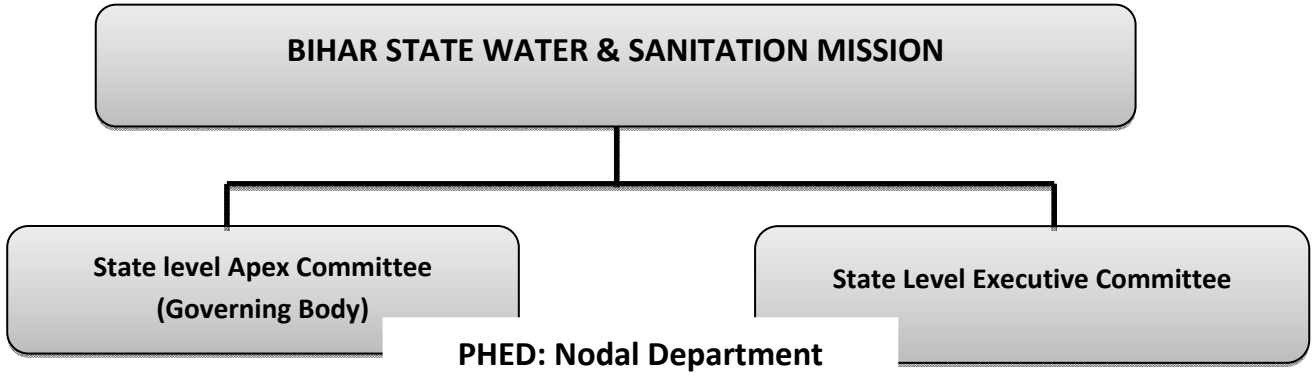 BIHAR STATE WATER & SANITATION MISSION
State level Apex Committee
(Governing Body)
State Level Executive Committee
PHED: Nodal Department